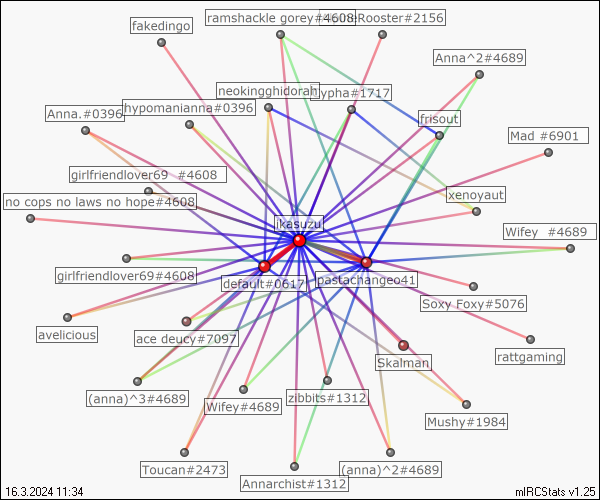 fakedingo
ramshackle gorey#4608
Rooster#2156
Anna^2#4689
neokingghidorah
hypha#1717
Anna.#0396
hypomanianna#0396
frisout
Mad #6901
girlfriendlover69 #4608
xenoyaut
no cops no laws no hope#4608
ikasuzu
Wifey #4689
girlfriendlover69#4608
default#0617
pastachangeo41
Soxy Foxy#5076
avelicious
ace deucy#7097
Skalman
rattgaming
(anna)^3#4689
Wifey#4689
zibbits#1312
Mushy#1984
Toucan#2473
Annarchist#1312
(anna)^2#4689
16.3.2024 11:34
mIRCStats v1.25